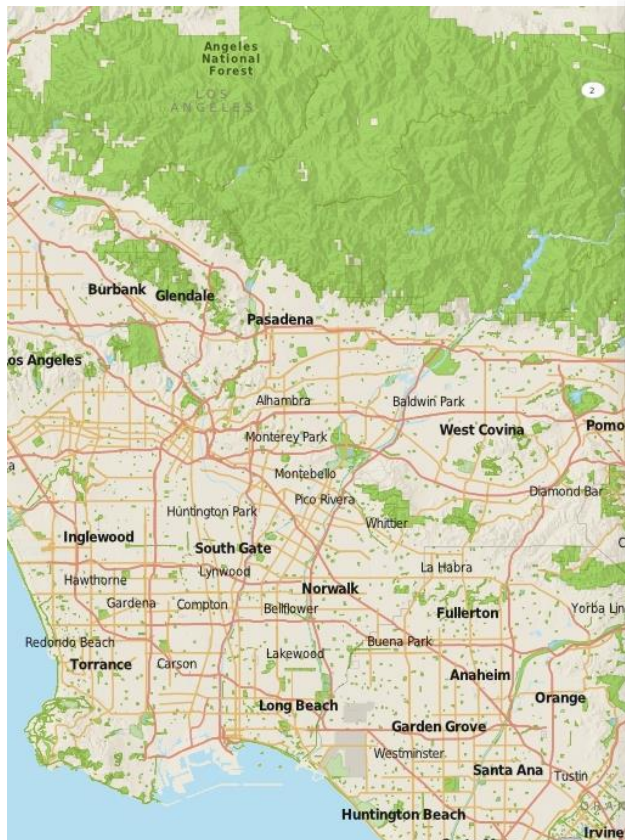 Angeles
National
Forest
LOS
ANGELES
2
Burbank
Glendale
Pasadena
os Angeles
Alhambra
Baldwin Park
West Covina
Pomo
Monterey Park
a
Montebello
Diamond Bar
Pico Rivera
Huntington Park
Whittier
Inglewood
South Gate
C
Lynwood
La Habra
Hawthorne
Norwalk
Gardena
Compton
Bellflower
Fullerton
Yorba Lin
Redondo Beach
Buena Park
Lakewood
Torrance
Carson
Anaheim
Orange
Long Beach
Garden Grove
Westminster
Santa Ana
Tustin
ORAN
Huntington Beach
Irvine